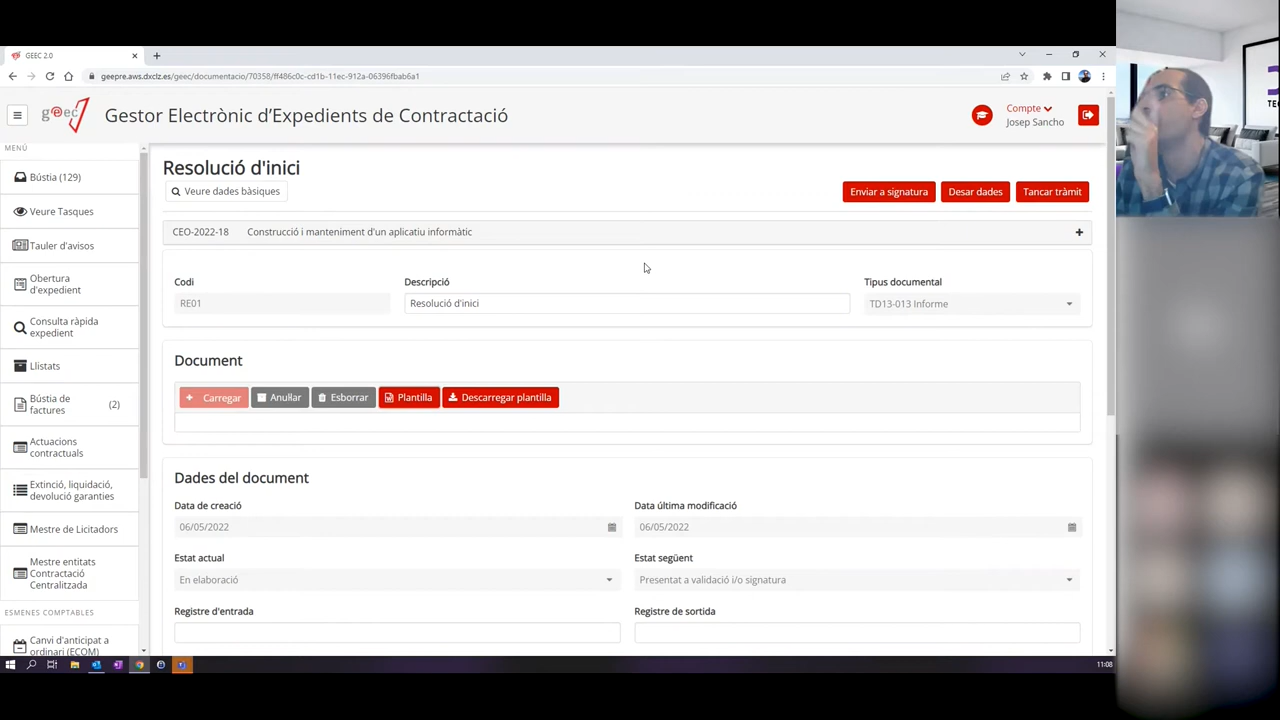 GEEC 2.0
geepre.aws.dxclz.es/geec/documentacio/70358/ff486c0c-cd1b-11ec-912a-06396fbab6a1
geec
Gestor Electrònic d'Expedients de Contractació
Compte
Josep Sancho
MENÚ
Bústia (129)
Veure Tasques
Tauler d'avisos
Obertura
d'expedient
Consulta ràpida
expedient
Llistats
Bústia de
factures
(2)
Actuacions
contractuals
Extinció, liquidació,
devolució garanties
Mestre de Licitadors
Mestre entitats
Contractació
Centralitzada
ESMENES COMPTABLES
Canvi d'anticipat a
ordinari (ECOM)
Resolució d'inici
Veure dades bàsiques
Enviar a signatura
Desar dades
Tancar tràmit
CEO-2022-18 Construcció i manteniment d'un aplicatiu informàtic
Codi
Descripció
Tipus documental
RE01
Resolució d'inici
TD13-013 Informe
Document
Carregar
Anul·lar
Esborrar
Plantilla
Descarregar plantilla
Dades del document
Data de creació
Data última modificació
06/05/2022
06/05/2022
Estat actual
Estat següent
En elaboració
Presentat a validació i/o signatura
Registre d'entrada
Registre de sortida
11:08